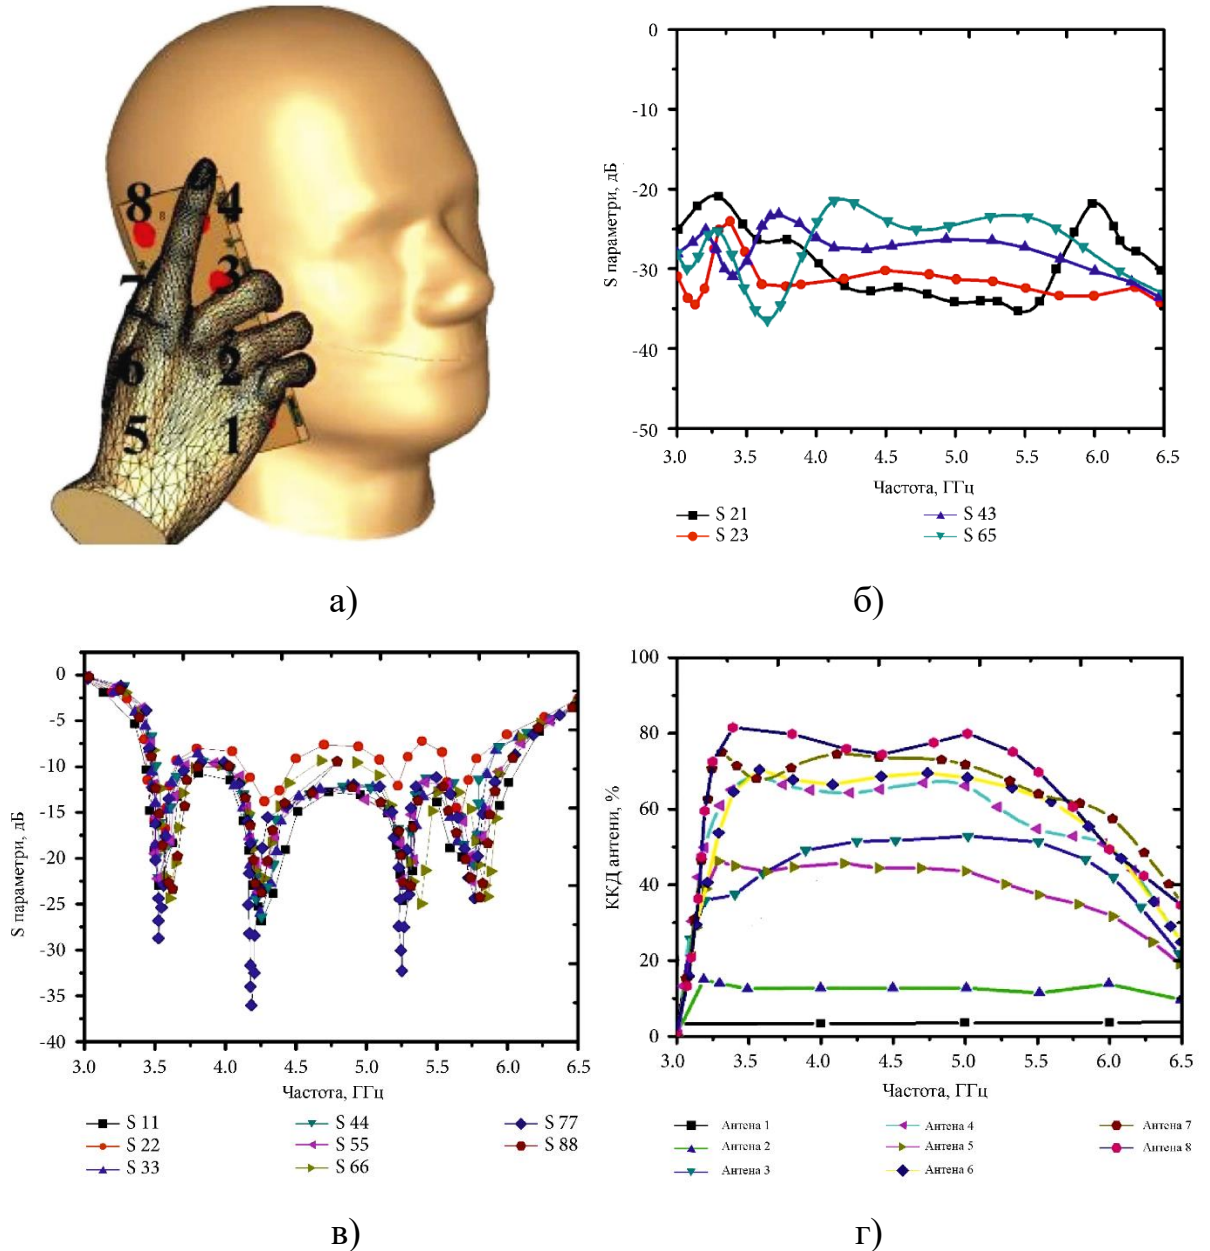 8
8
4
7
3
6
2
5
1
а)
S параметри, дБ
0
-10
-20
-30
-40
-50
3.0 3.5 4.0 4.5 5.0 5.5 6.0 6.5
Частота, ГГц
S 21
S 43
S 23
S 65
б)
S параметри, дБ
0
-5
-10
-15
-20
-25
-30
-35
-40
3.0 3.5 4.0 4.5 5.0 5.5 6.0 6.5
Частота, ГГц
S 11
S 44
S 77
S 22
S 55
S 88
S 33
S 66
в)
ККД антени, %
100
80
60
40
20
0
3.0 3.5 4.0 4.5 5.0 5.5 6.0 6.5
Частота, ГГц
Антена 1
Антена 4
Антена 7
Антена 2
Антена 5
Антена 8
Антена 3
Антена 6
г)